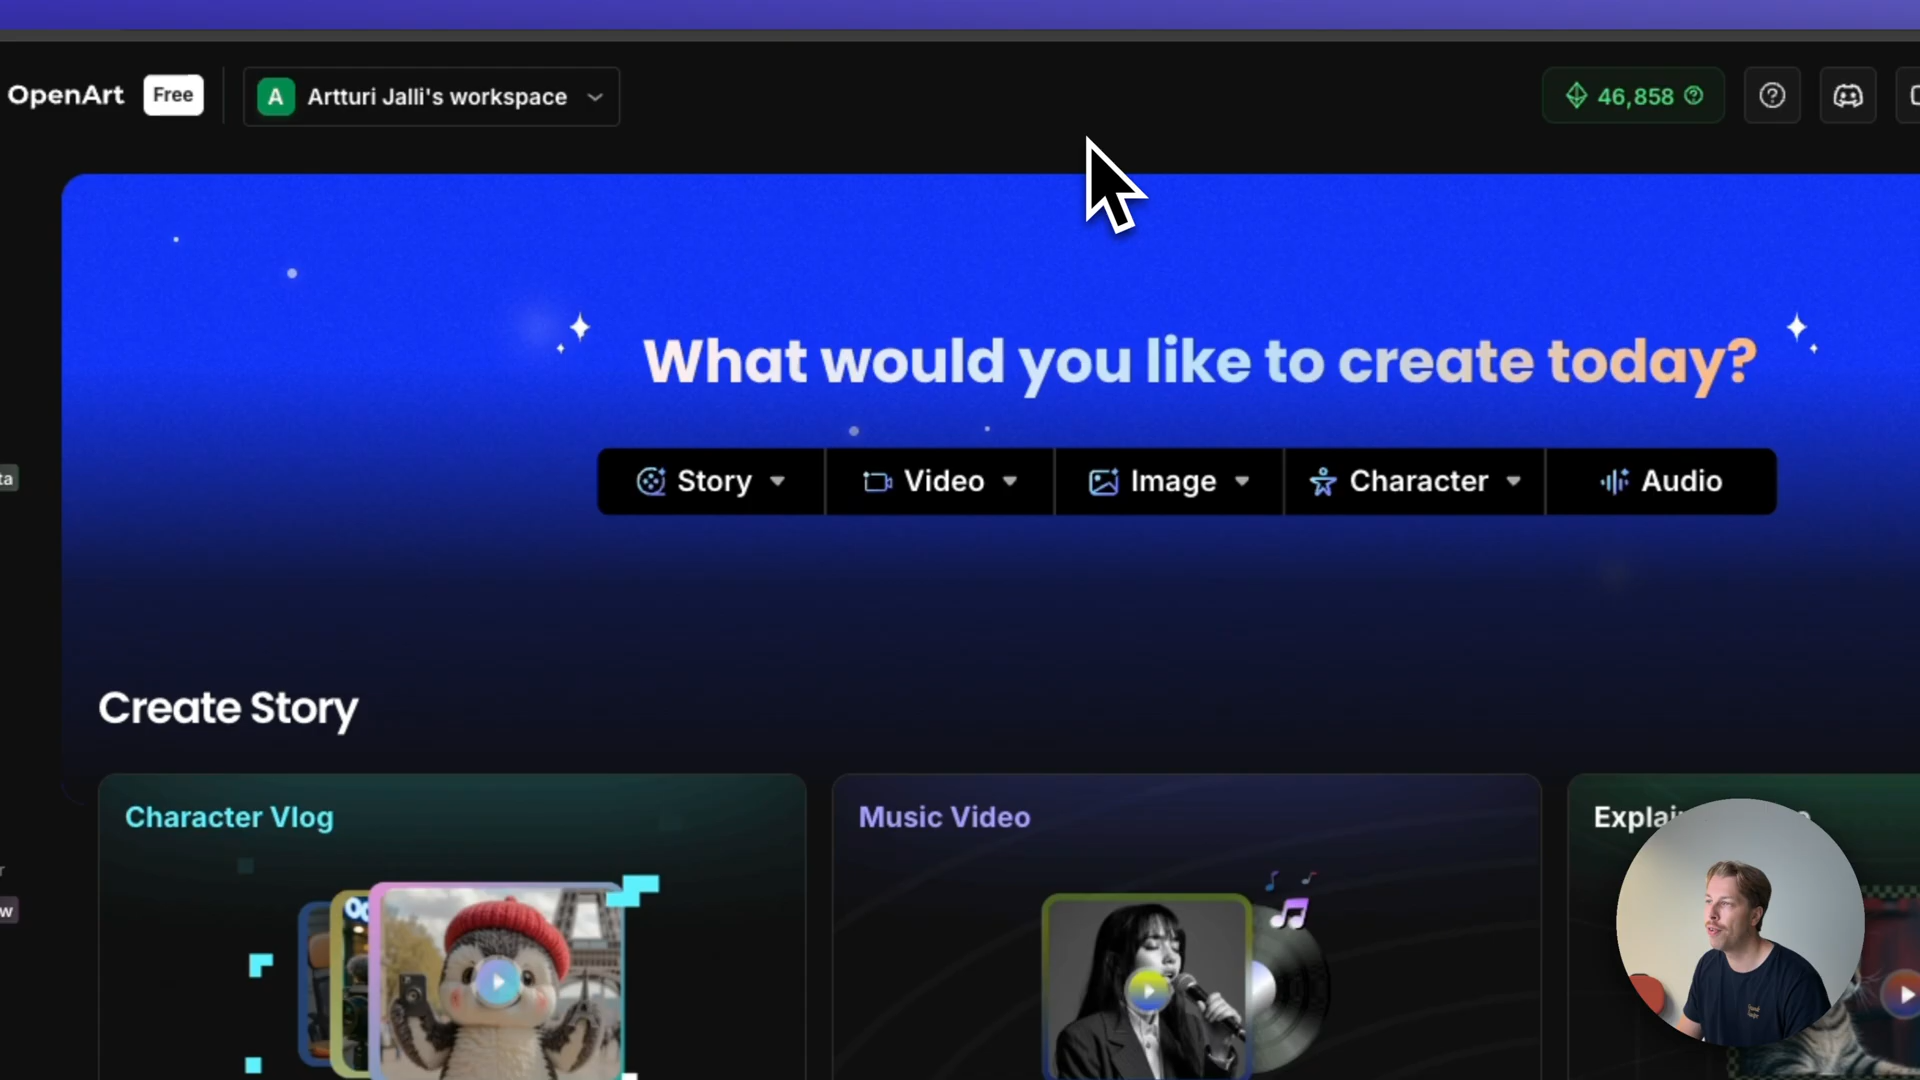 OpenArt Free A Artturi Jalli's workspace 46,858
What would you like to create today?
Story Video Image Character Audio
Create Story
Character Vlog Music Video